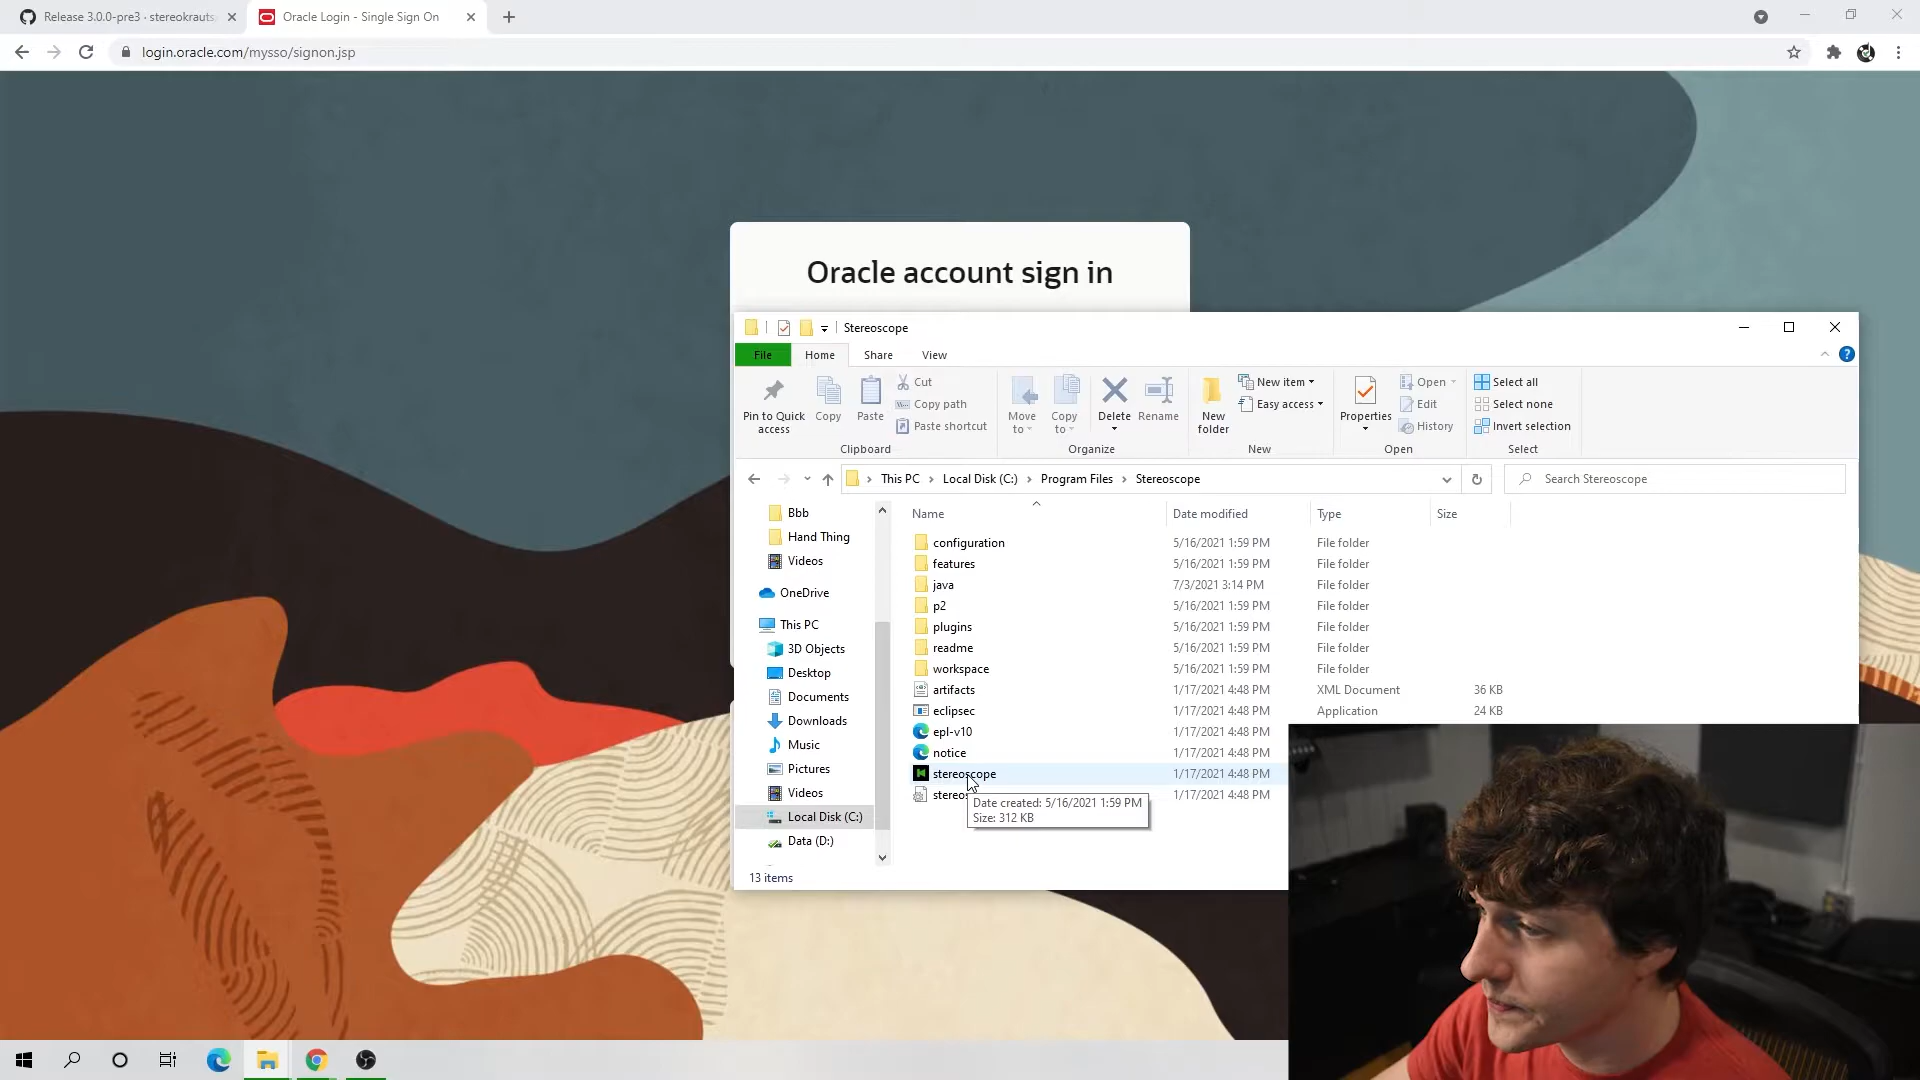 Release 3.0.0-pre3 · stereokrauts
Oracle Login - Single Sign On
login.oracle.com/mysso/signon.jsp
Oracle account sign in
Stereoscope
File
Home
Share
View
Pin to Quick access
Copy
Paste
Cut
Copy path
Paste shortcut
Clipboard
Move to
Copy to
Delete
Rename
Organize
New folder
New item
Easy access
New
Properties
Open
Edit
History
Open
Select all
Select none
Invert selection
Select
This PC
Local Disk (C:)
Program Files
Stereoscope
Search Stereoscope
Bbb
Hand Thing
Videos
OneDrive
This PC
3D Objects
Desktop
Documents
Downloads
Music
Pictures
Videos
Local Disk (C:)
Data (D:)
Name Date modified Type Size
configuration 5/16/2021 1:59 PM File folder
features 5/16/2021 1:59 PM File folder
java 7/3/2021 3:14 PM File folder
p2 5/16/2021 1:59 PM File folder
plugins 5/16/2021 1:59 PM File folder
readme 5/16/2021 1:59 PM File folder
workspace 5/16/2021 1:59 PM File folder
artifacts 1/17/2021 4:48 PM XML Document 36 KB
eclipsec 1/17/2021 4:48 PM Application 24 KB
epl-v10 1/17/2021 4:48 PM
notice 1/17/2021 4:48 PM
stereoscope 1/17/2021 4:48 PM
1/17/2021 4:48 PM
Date created: 5/16/2021 1:59 PM
Size: 312 KB
13 items